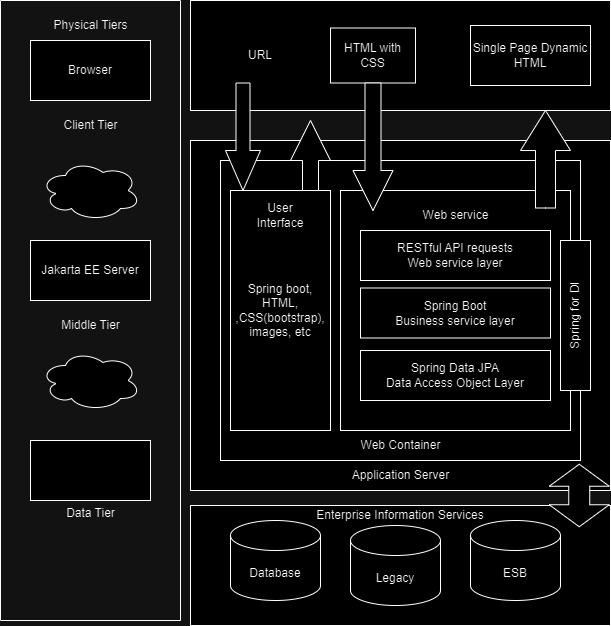 Physical Tiers
Browser
Client Tier
Jakarta EE Server
Middle Tier
Data Tier
URL
HTML with
CSS
Single Page Dynamic
HTML
User
Interface
Spring boot,
HTML,
,CSS(bootstrap),
images, etc
Web service
RESTful API requests
Web service layer
Spring Boot
Business service layer
Spring Data JPA
Data Access Object Layer
Spring for DI
Web Container
Application Server
Enterprise Information Services
Database
Legacy
ESB